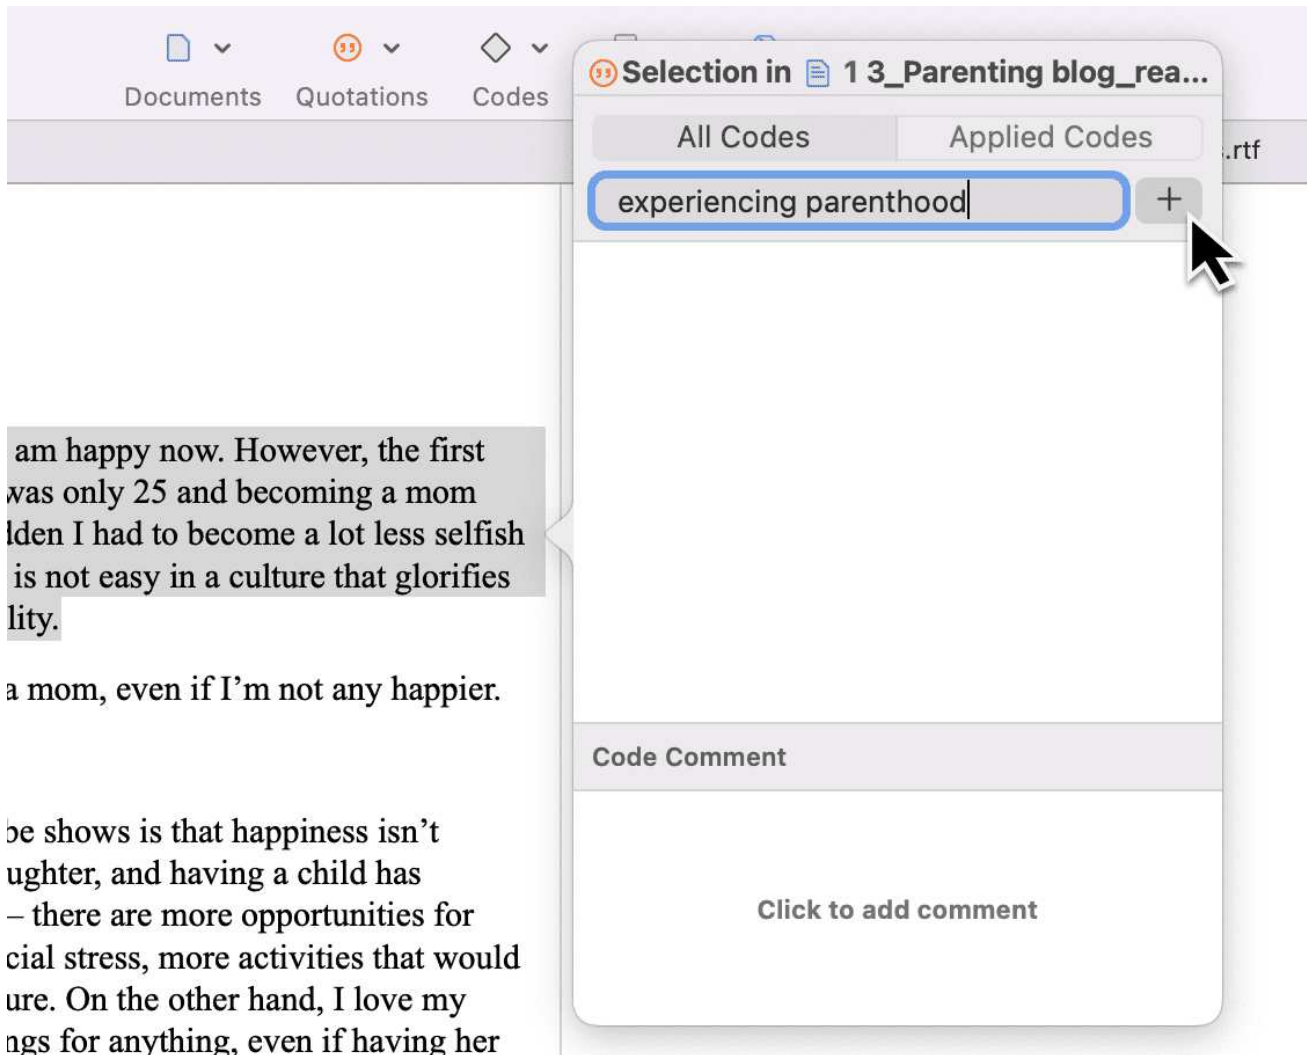 Documents
Quotations
Codes
Selection in 1 3_Parenting blog_rea...
All Codes
Applied Codes
.rtf
experiencing parenthood
am happy now. However, the first
was only 25 and becoming a mom
dden I had to become a lot less selfish
is not easy in a culture that glorifies
lity.
a mom, even if I’m not any happier.
be shows is that happiness isn’t
ughter, and having a child has
– there are more opportunities for
cial stress, more activities that would
ure. On the other hand, I love my
ngs for anything, even if having her
Code Comment
Click to add comment